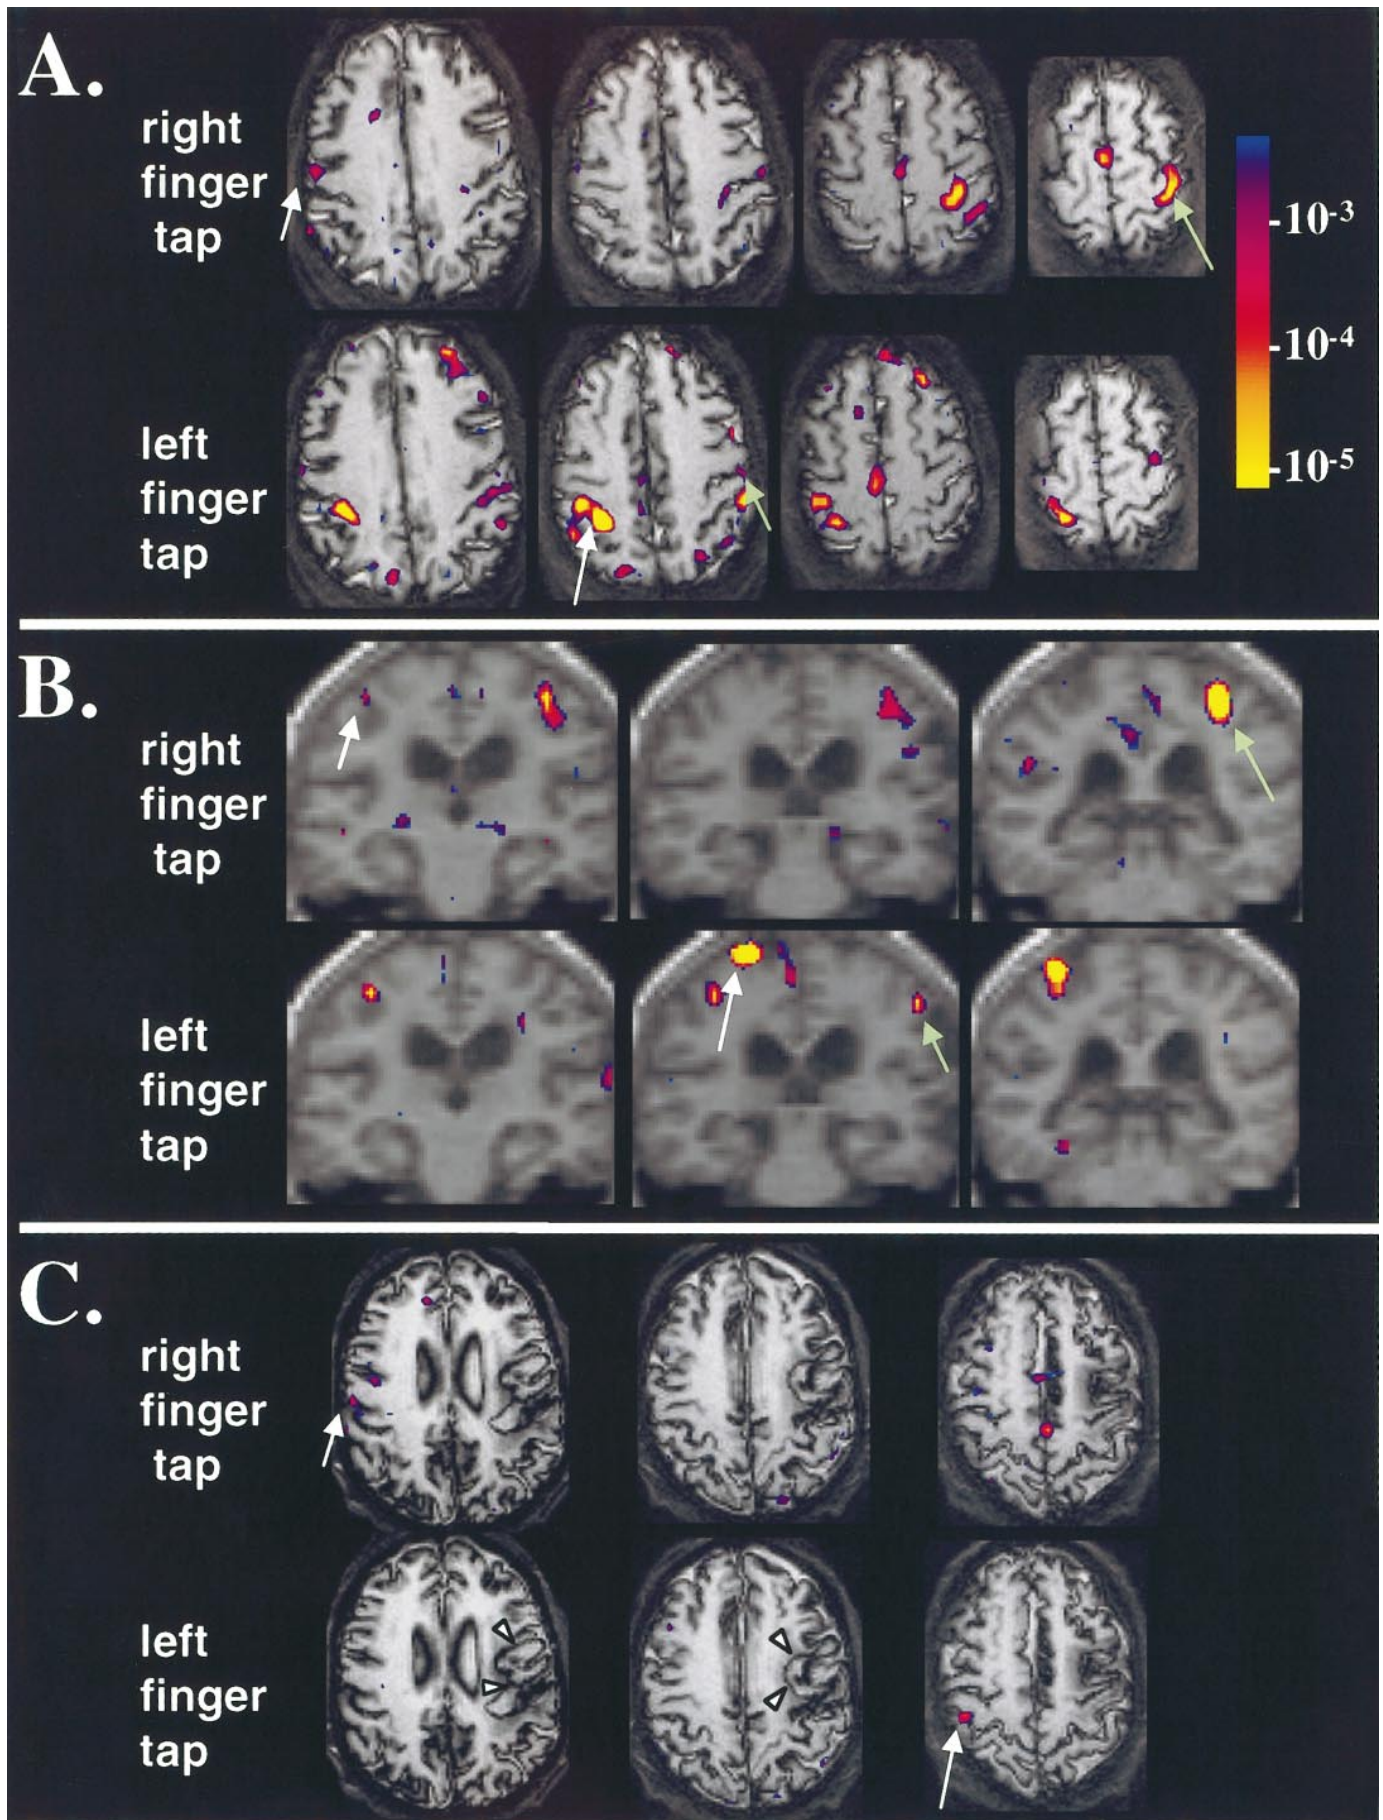 A.
right
finger
tap
10-3
10-4
10-5
left
finger
tap
B.
right
finger
tap
left
finger
tap
C.
right
finger
tap
left
finger
tap